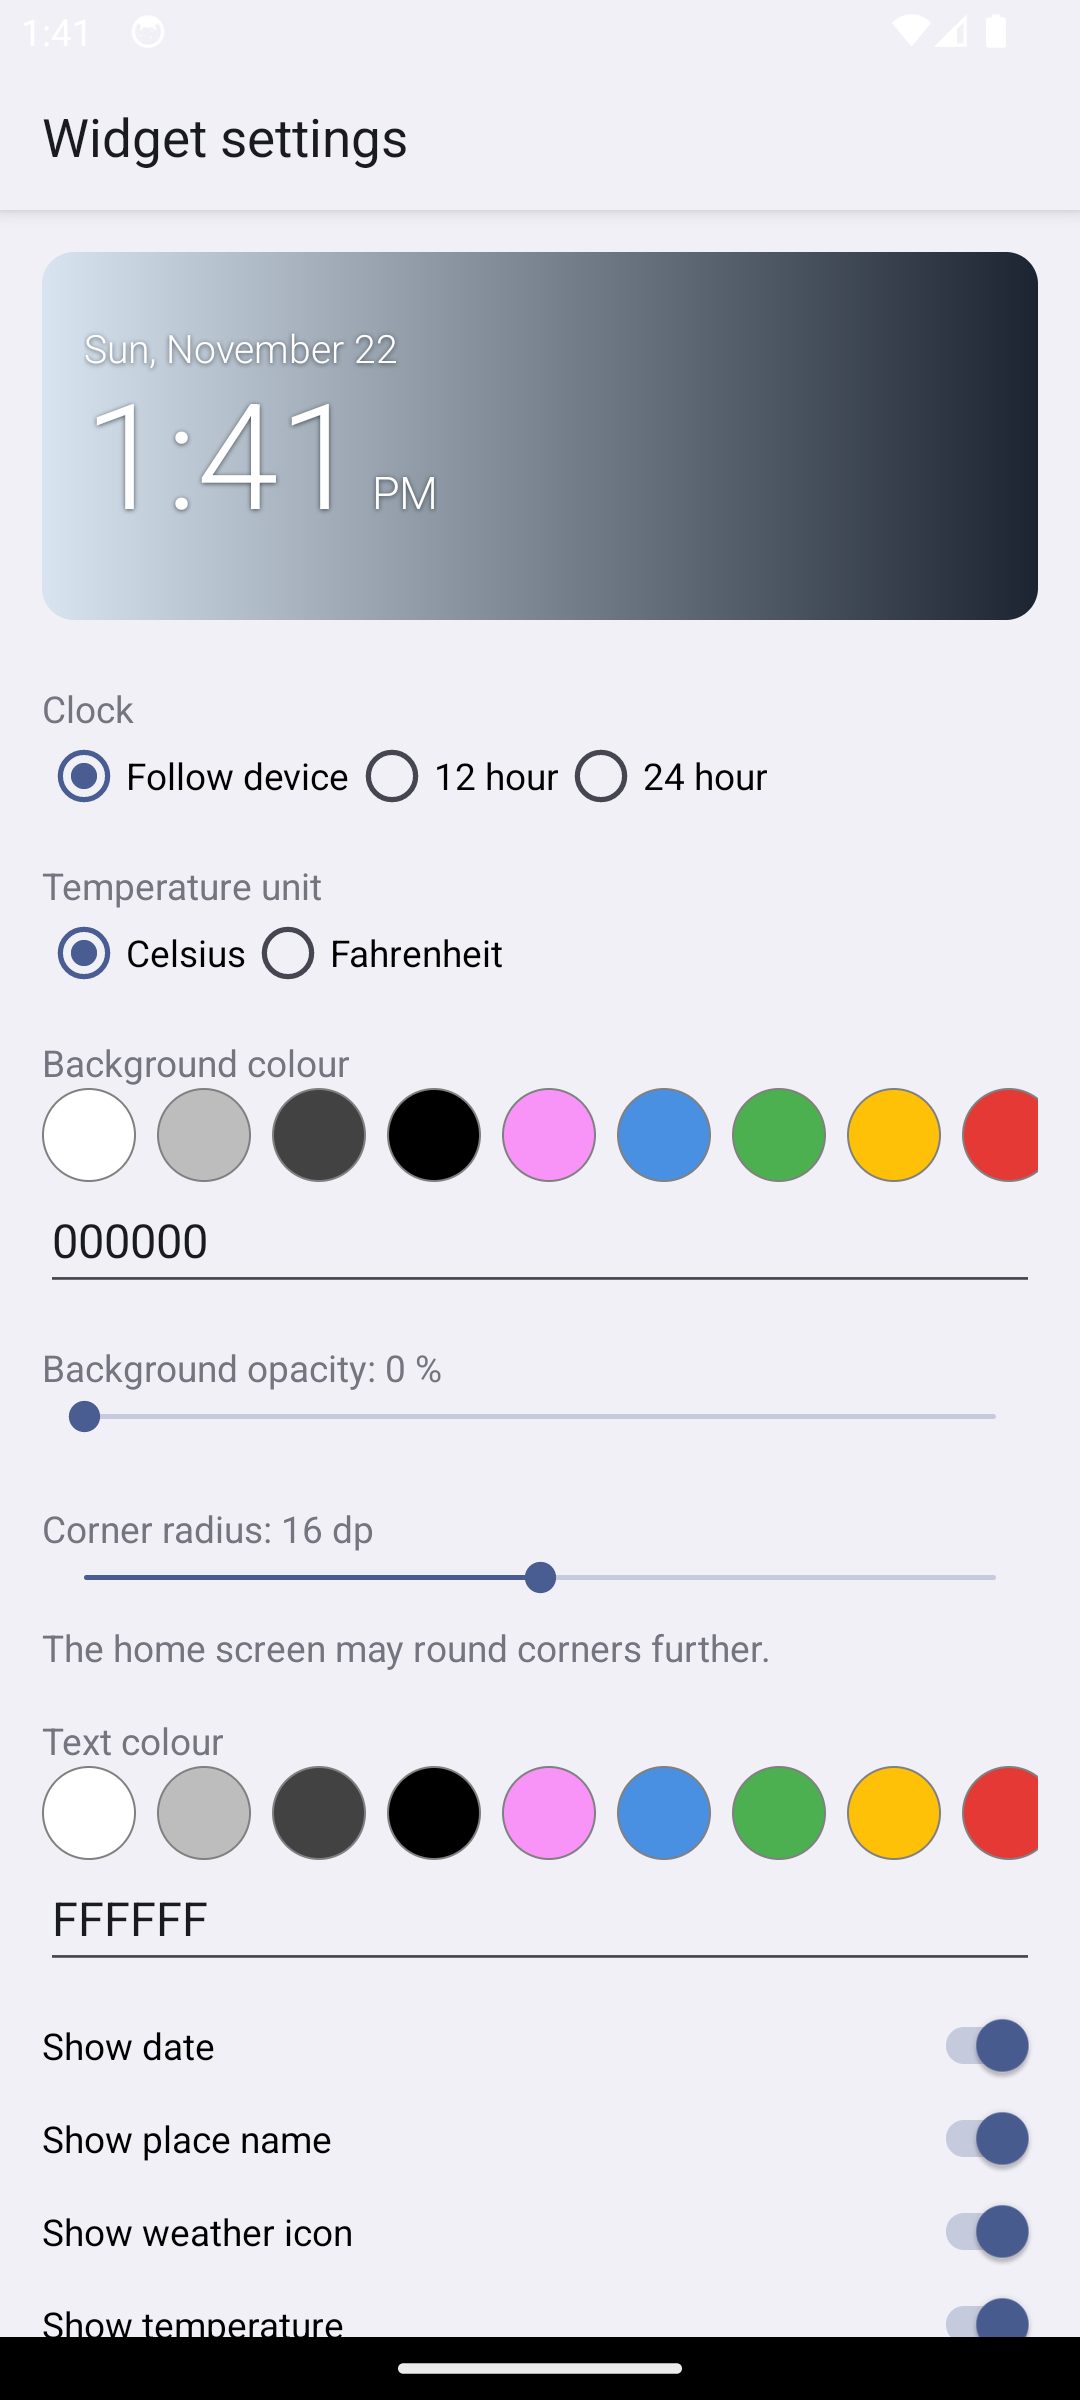 1:41
Widget settings
Sun, November 22
1:41 PM
Clock
Follow device 12 hour 24 hour
Temperature unit
Celsius Fahrenheit
Background colour
000000
Background opacity: 0 %
Corner radius: 16 dp
The home screen may round corners further.
Text colour
FFFFFF
Show date
Show place name
Show weather icon
Show temperature